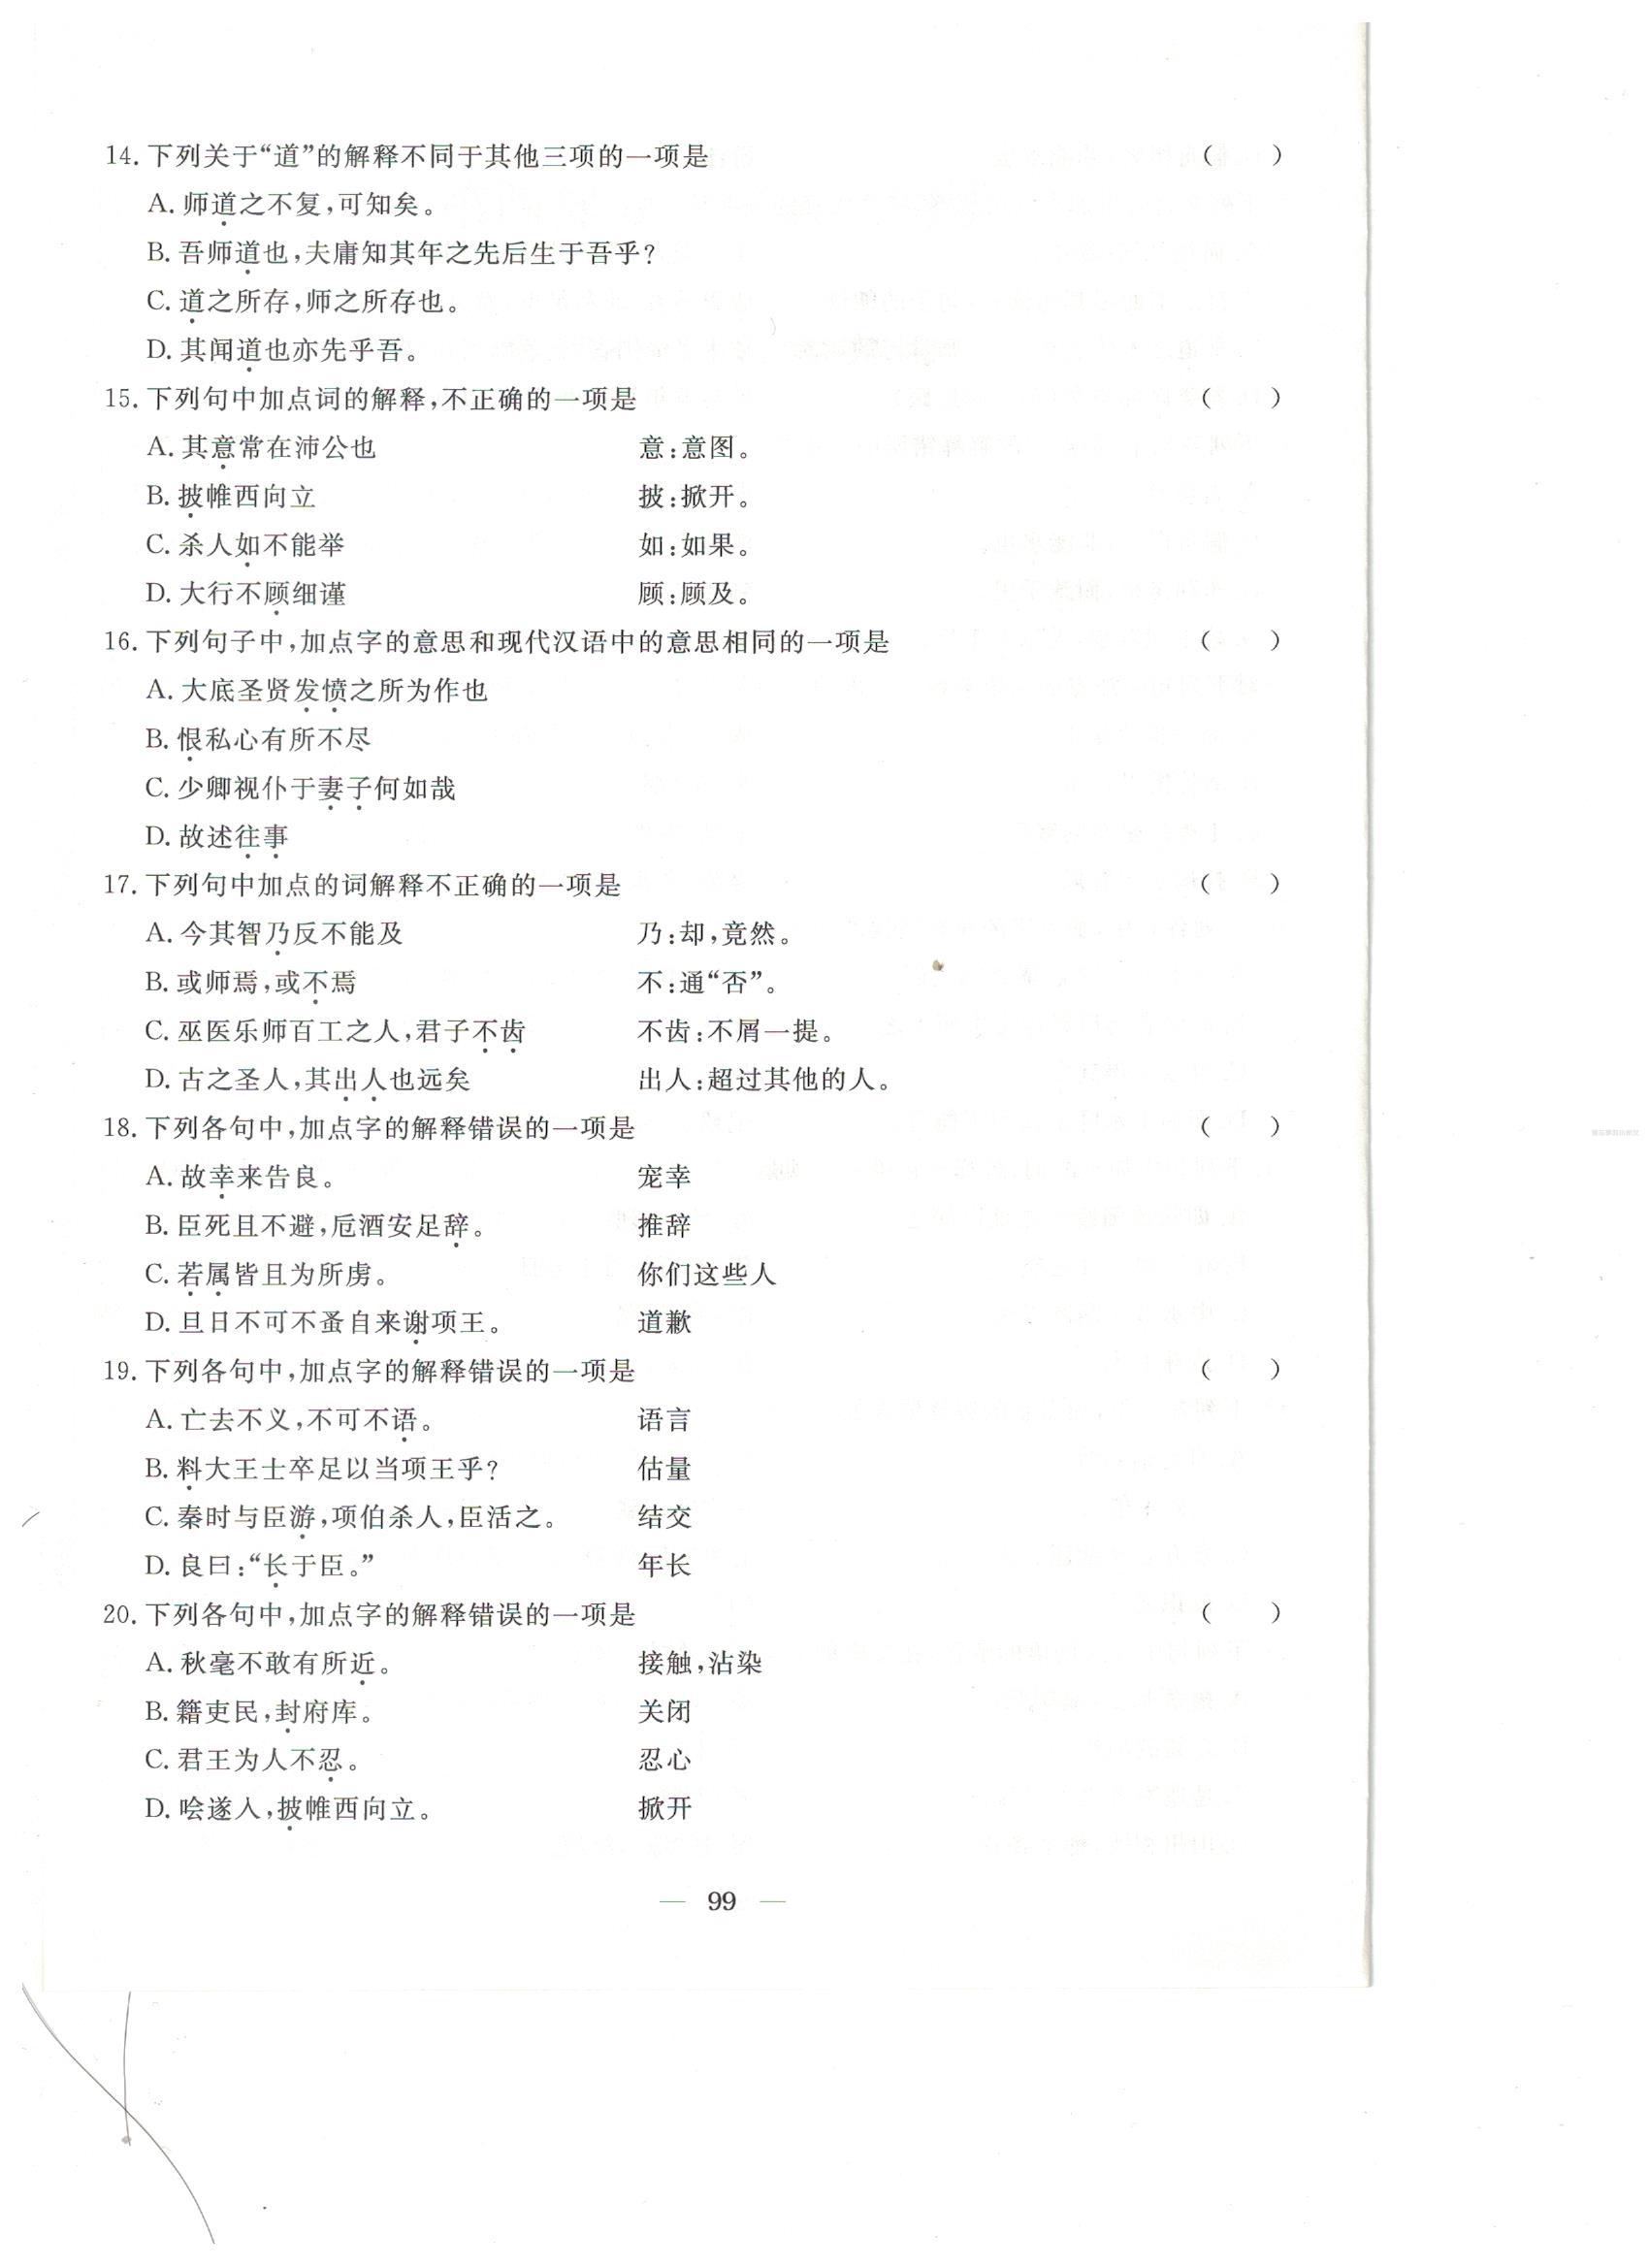 14. 下列关于“道”的解释不同于其他三项的一项是 ( )
A. 师道之不复,可知矣。
B. 吾师道也,夫庸知其年之先后生于吾乎?
C. 道之所存,师之所存也。
D. 其闻道也亦先乎吾。
15. 下列句中加点词的解释,不正确的一项是 ( )
A. 其意常在沛公也 意:意图。
B. 披帷西向立 披:掀开。
C. 杀人如不能举 如:如果。
D. 大行不顾细谨 顾:顾及。
16. 下列句子中,加点字的意思和现代汉语中的意思相同的一项是 ( )
A. 大底圣贤发愤之所为作也
B. 恨私心有所不尽
C. 少卿视仆于妻子何如哉
D. 故述往事
17. 下列句中加点的词解释不正确的一项是 ( )
A. 今其智乃反不能及 乃:却,竟然。
B. 或师焉,或不焉 不:通“否”。
C. 巫医乐师百工之人,君子不齿 不齿:不屑一提。
D. 古之圣人,其出人也远矣 出人:超过其他的人。
18. 下列各句中,加点字的解释错误的一项是 ( )
A. 故幸来告良。 宠幸
B. 臣死且不避,卮酒安足辞。 推辞
C. 若属皆且为所虏。 你们这些人
D. 旦日不可不蚤自来谢项王。 道歉
19. 下列各句中,加点字的解释错误的一项是 ( )
A. 亡去不义,不可不语。 语言
B. 料大王士卒足以当项王乎? 估量
C. 秦时与臣游,项伯杀人,臣活之。 结交
D. 良曰:“长于臣。” 年长
20. 下列各句中,加点字的解释错误的一项是 ( )
A. 秋毫不敢有所近。 接触,沾染
B. 籍吏民,封府库。 关闭
C. 君王为人不忍。 忍心
D. 哙遂入,披帷西向立。 掀开
— 99 —